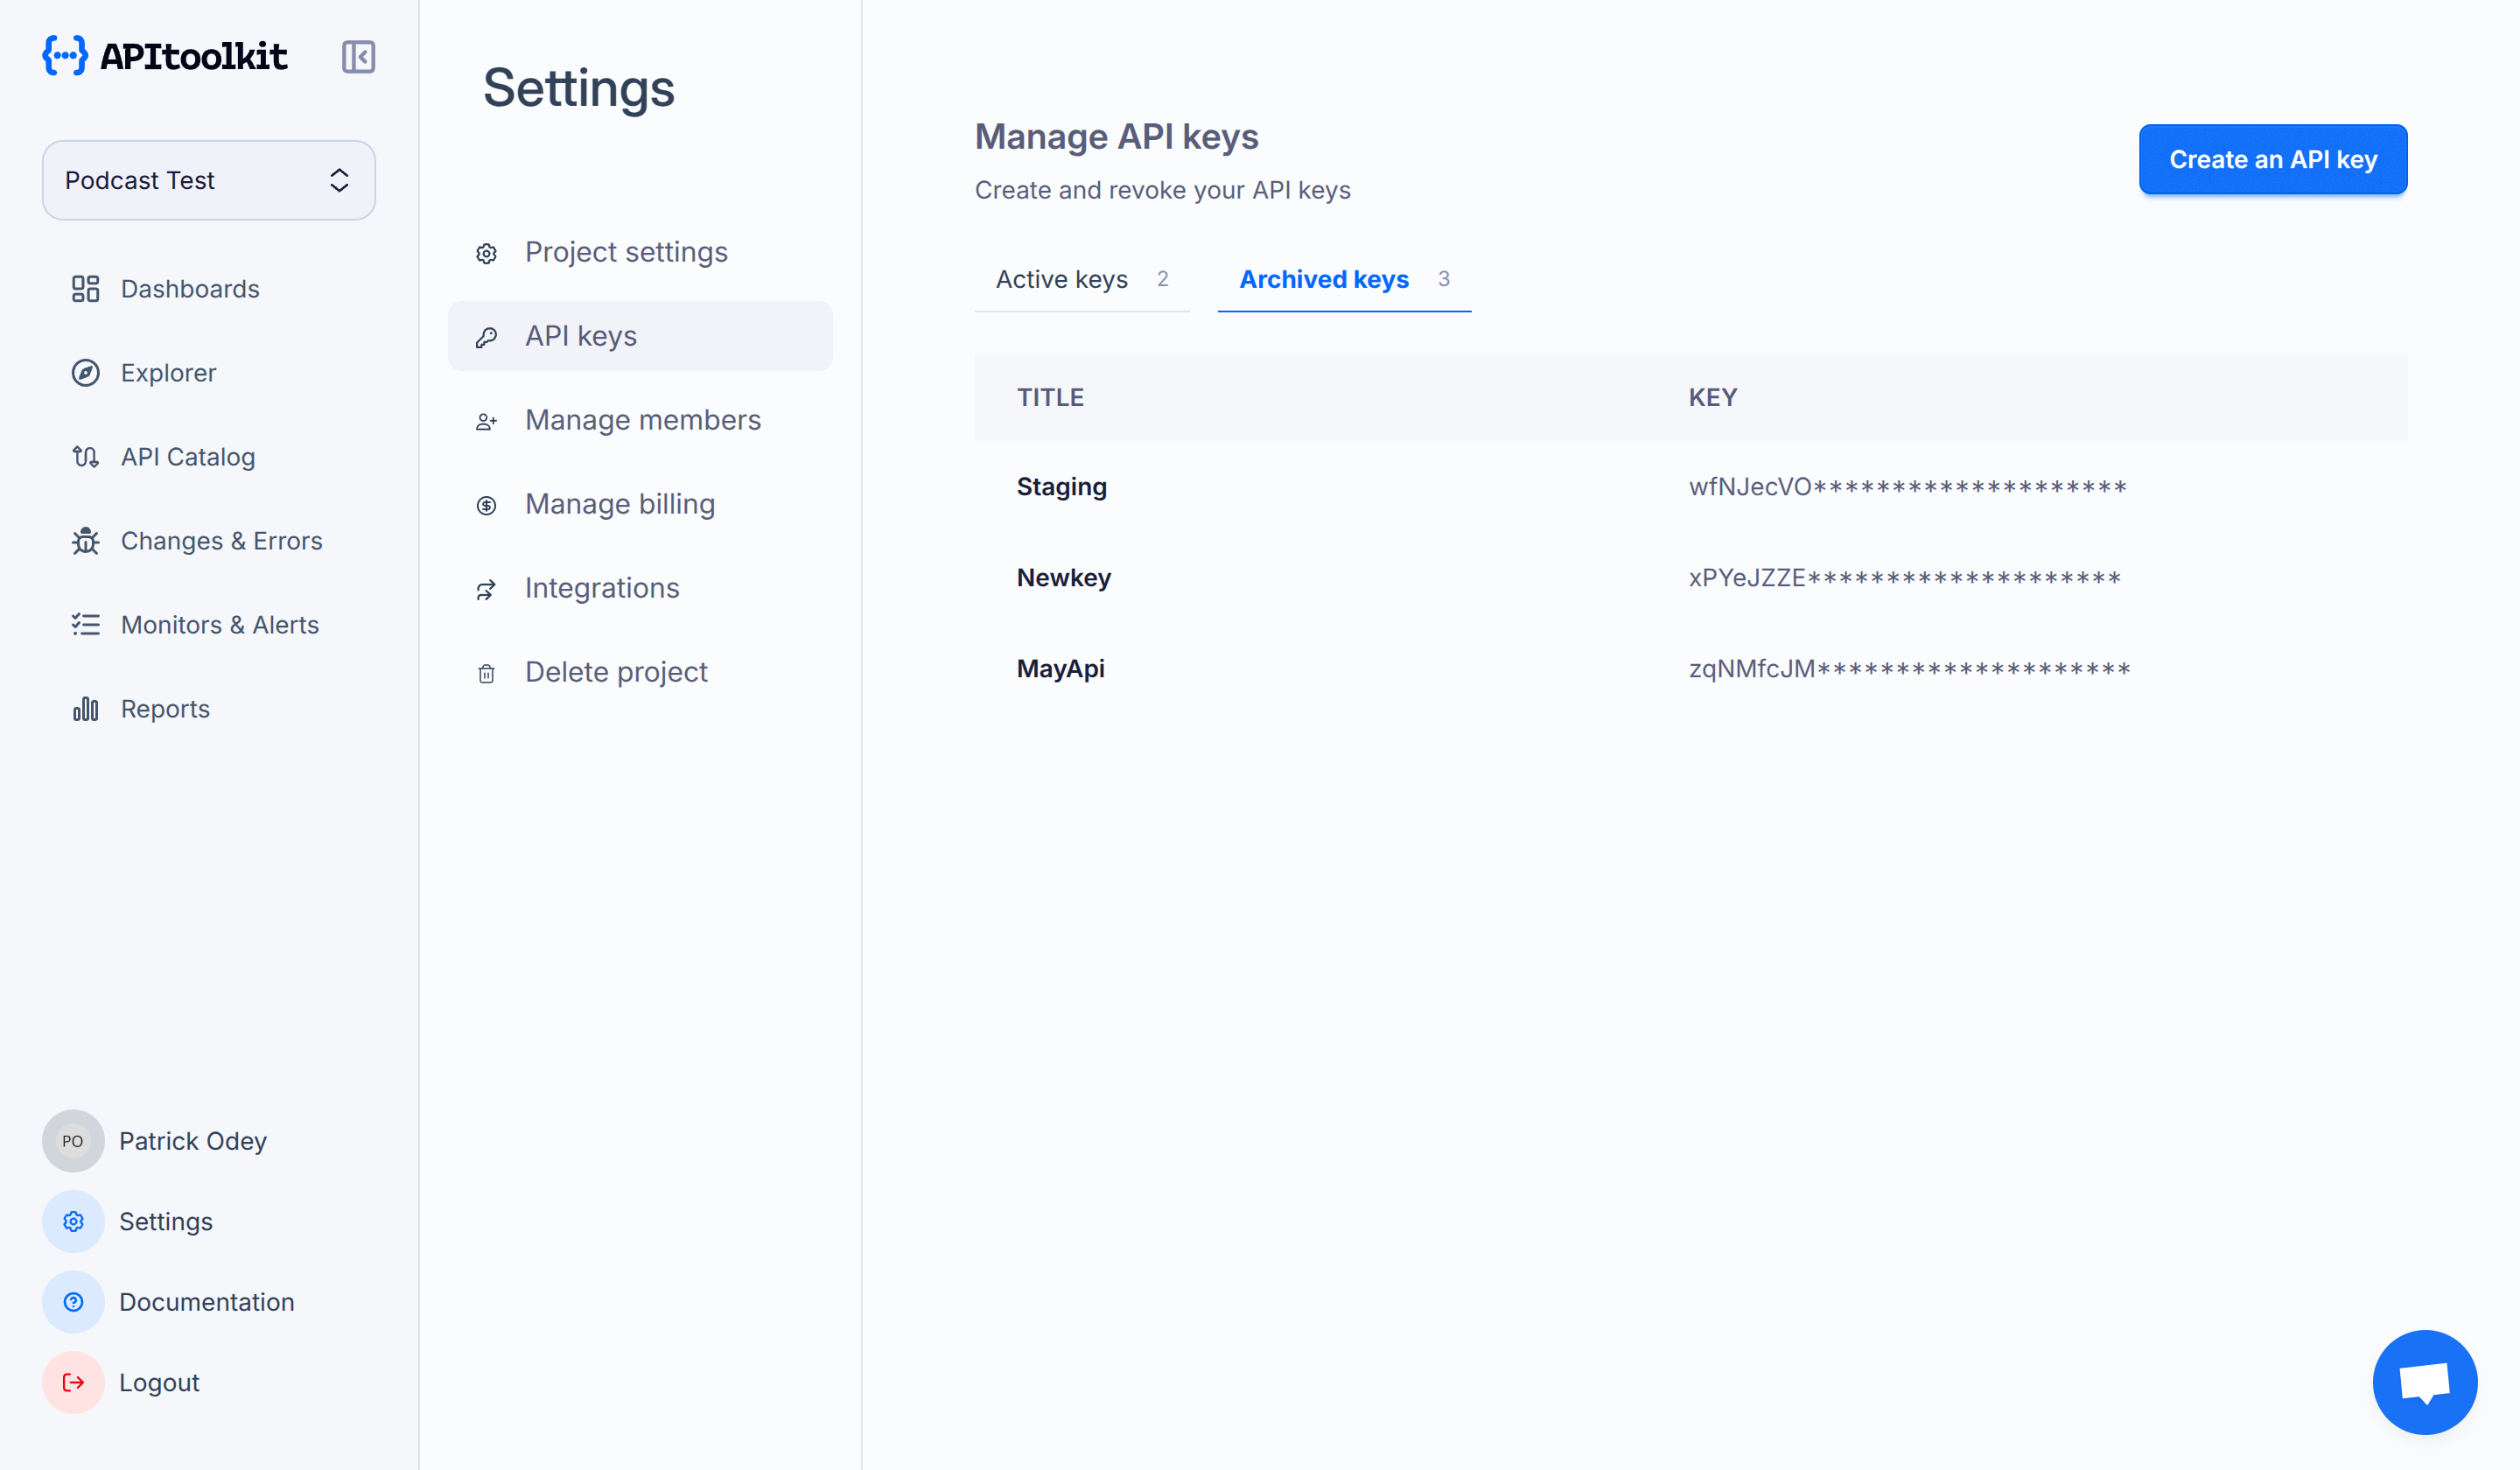 APItoolkit
Podcast Test
Dashboards
Explorer
API Catalog
Changes & Errors
Monitors & Alerts
Reports
PO Patrick Odey
Settings
Documentation
Logout
Settings
Project settings
API keys
Manage members
Manage billing
Integrations
Delete project
Manage API keys
Create and revoke your API keys
Create an API key
Active keys 2 Archived keys 3
TITLE KEY
Staging wfNJecVO********************
Newkey xPYeJZZE********************
MayApi zqNMfcJM********************